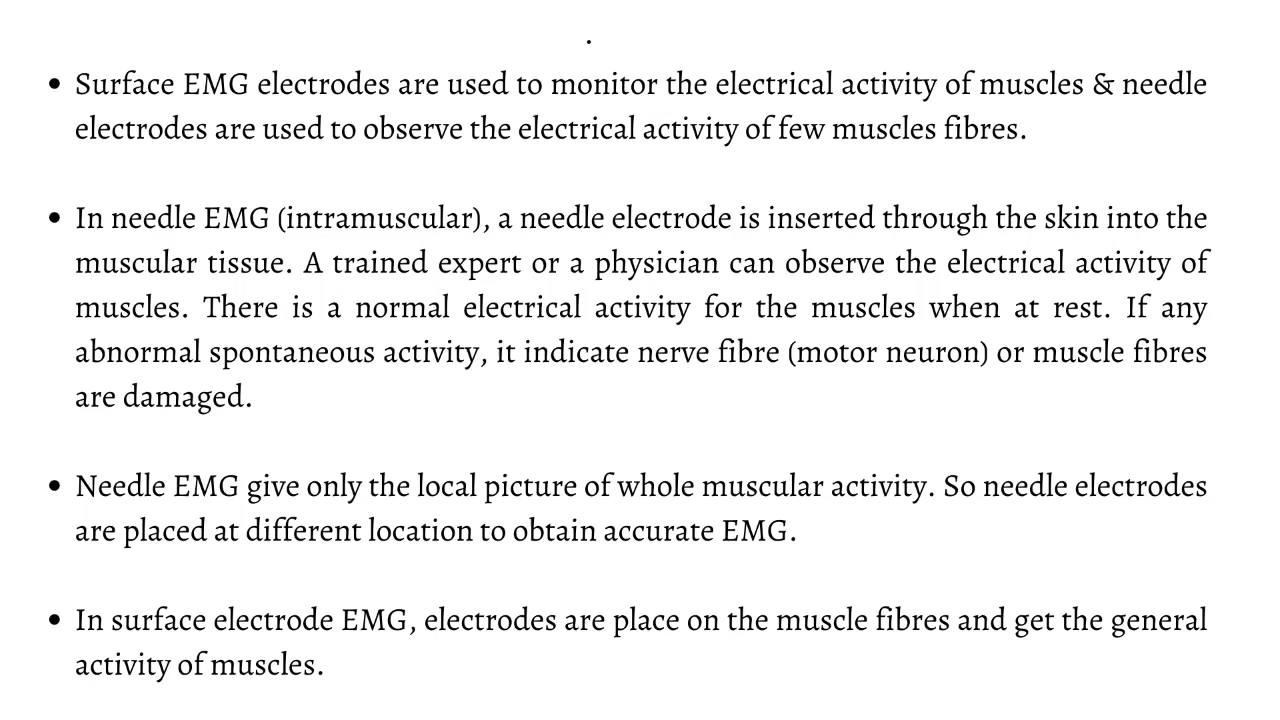 .
• Surface EMG electrodes are used to monitor the electrical activity of muscles & needle
electrodes are used to observe the electrical activity of few muscles fibres.
• In needle EMG (intramuscular), a needle electrode is inserted through the skin into the
muscular tissue. A trained expert or a physician can observe the electrical activity of
muscles. There is a normal electrical activity for the muscles when at rest. If any
abnormal spontaneous activity, it indicate nerve fibre (motor neuron) or muscle fibres
are damaged.
• Needle EMG give only the local picture of whole muscular activity. So needle electrodes
are placed at different location to obtain accurate EMG.
• In surface electrode EMG, electrodes are place on the muscle fibres and get the general
activity of muscles.